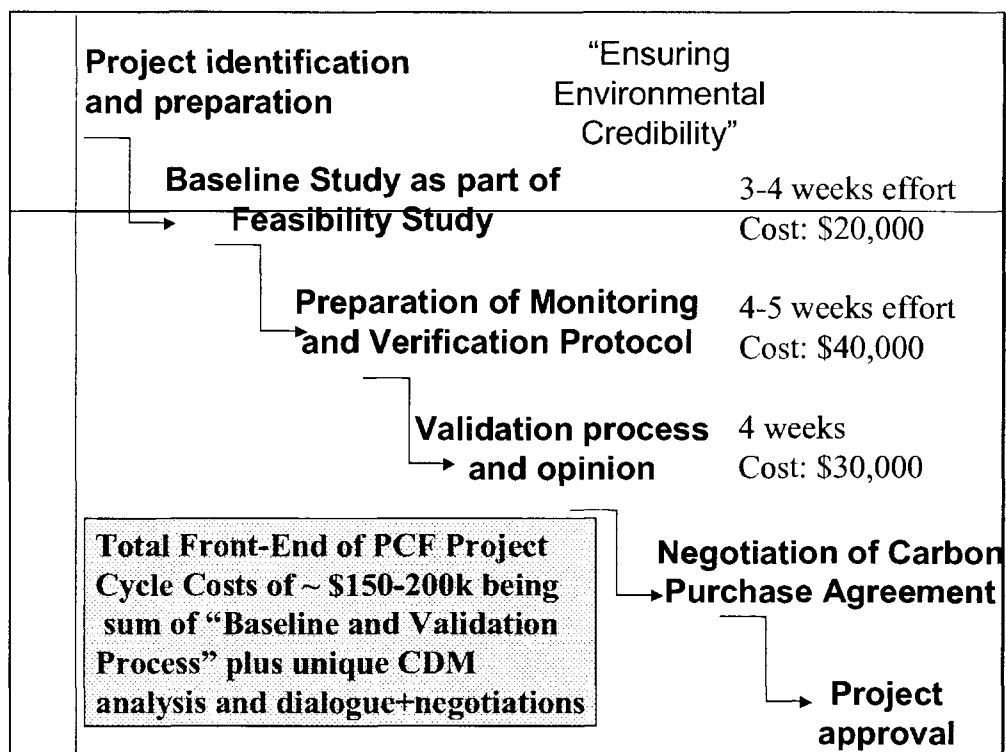 Project identification
and preparation
“Ensuring
Environmental
Credibility”
Baseline Study as part of
Feasibility Study
3-4 weeks effort
Cost: $20,000
Preparation of Monitoring
and Verification Protocol
4-5 weeks effort
Cost: $40,000
Validation process
and opinion
4 weeks
Cost: $30,000
Total Front-End of PCF Project
Cycle Costs of ~ $150-200k being
sum of “Baseline and Validation
Process” plus unique CDM
analysis and dialogue+negotiations
Negotiation of Carbon
Purchase Agreement
Project
approval